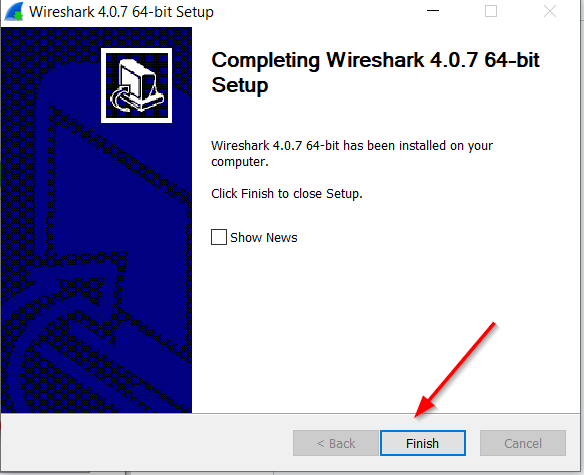 Wireshark 4.0.7 64-bit Setup
Completing Wireshark 4.0.7 64-bit
Setup
Wireshark 4.0.7 64-bit has been installed on your
computer.
Click Finish to close Setup.
Show News
< Back
Finish
Cancel